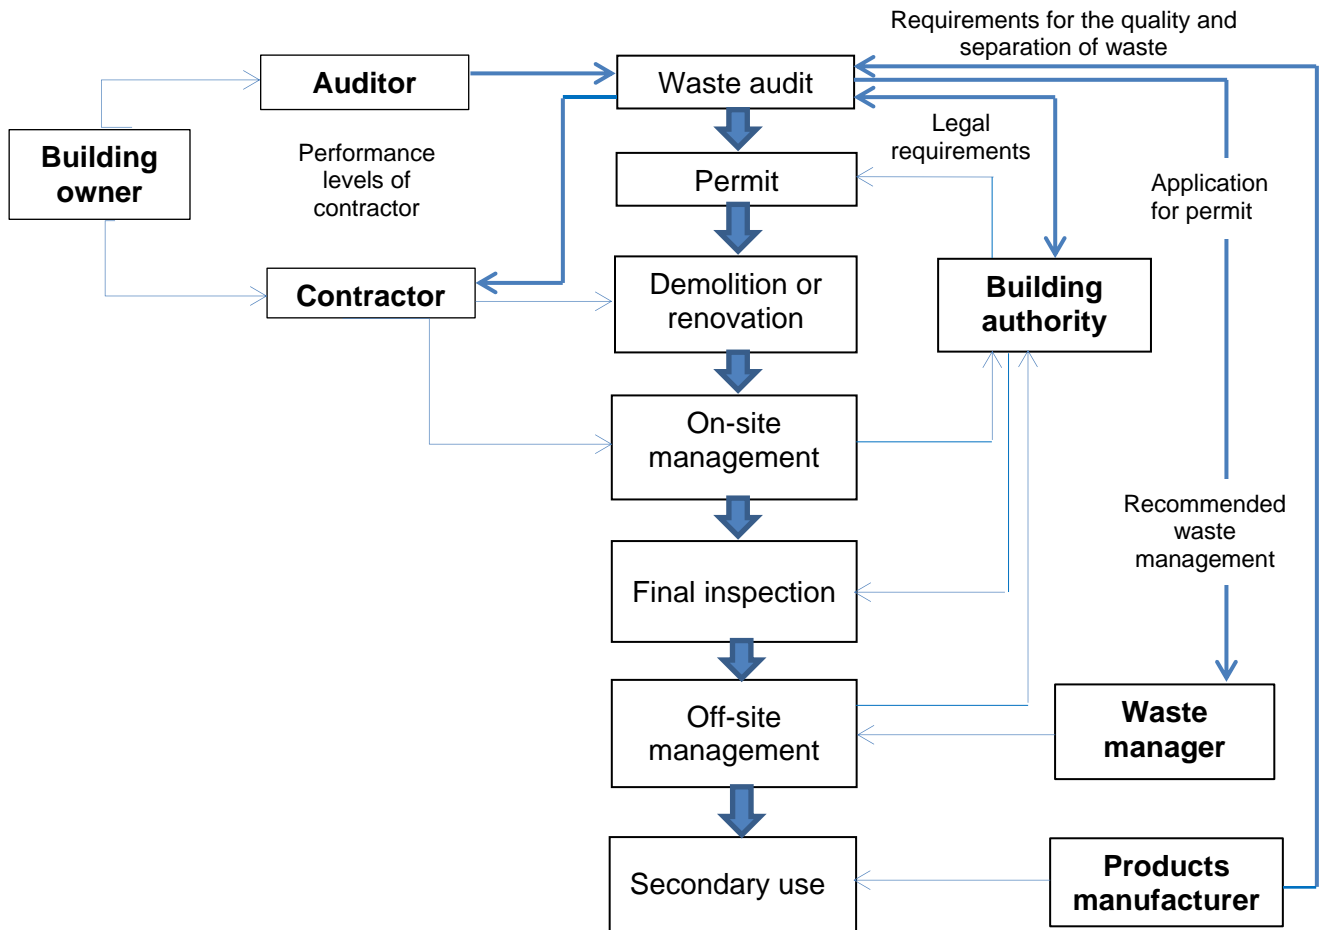 Requirements for the quality and
separation of waste
Auditor
Waste audit
Building
owner
Performance
levels of
contractor
Legal
requirements
Permit
Application
for permit
Contractor
Demolition or
renovation
Building
authority
On-site
management
Recommended
waste
management
Final inspection
Off-site
management
Waste
manager
Secondary use
Products
manufacturer